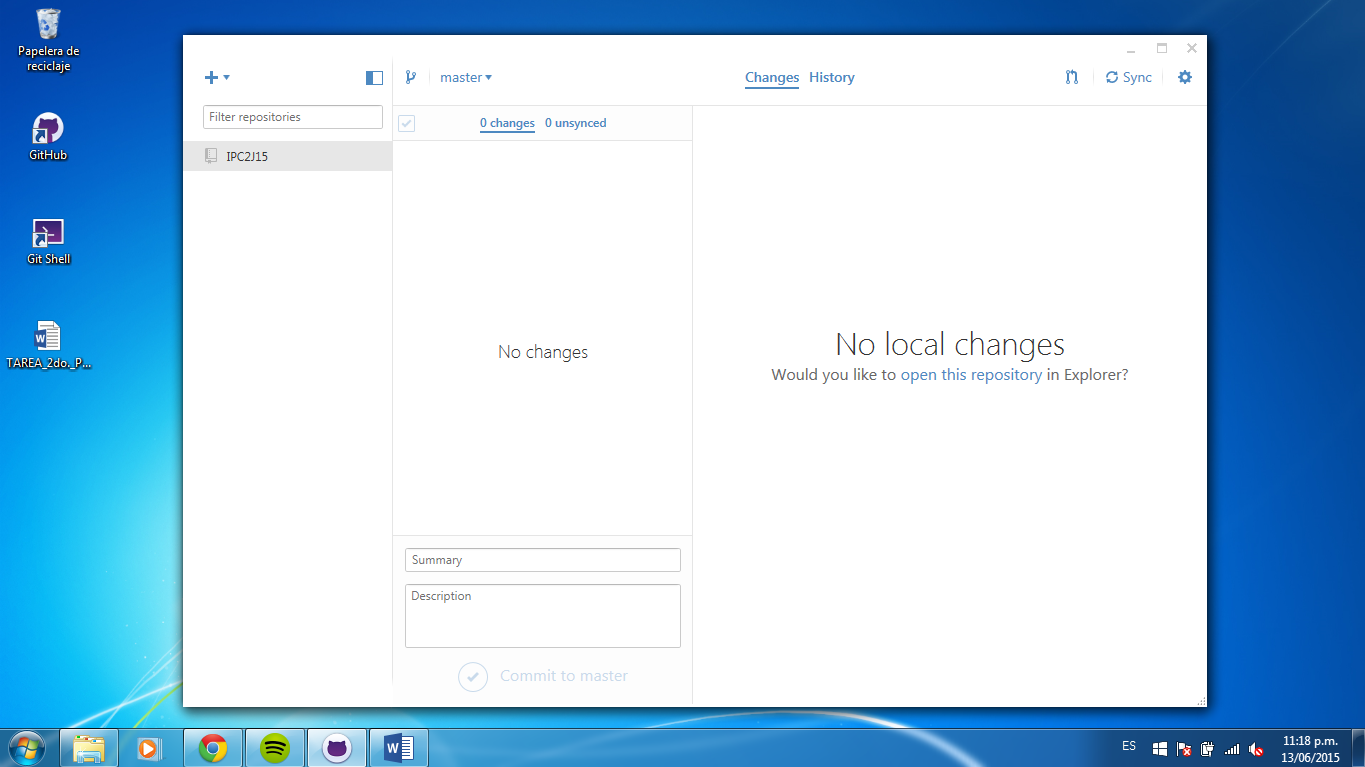 Papelera de
reciclaje
GitHub
Git Shell
TAREA_2do._P...
master
Changes History
Sync
Filter repositories
0 changes 0 unsynced
IPC2J15
No changes
No local changes
Would you like to open this repository in Explorer?
Summary
Description
Commit to master
ES
11:18 p.m.
13/06/2015